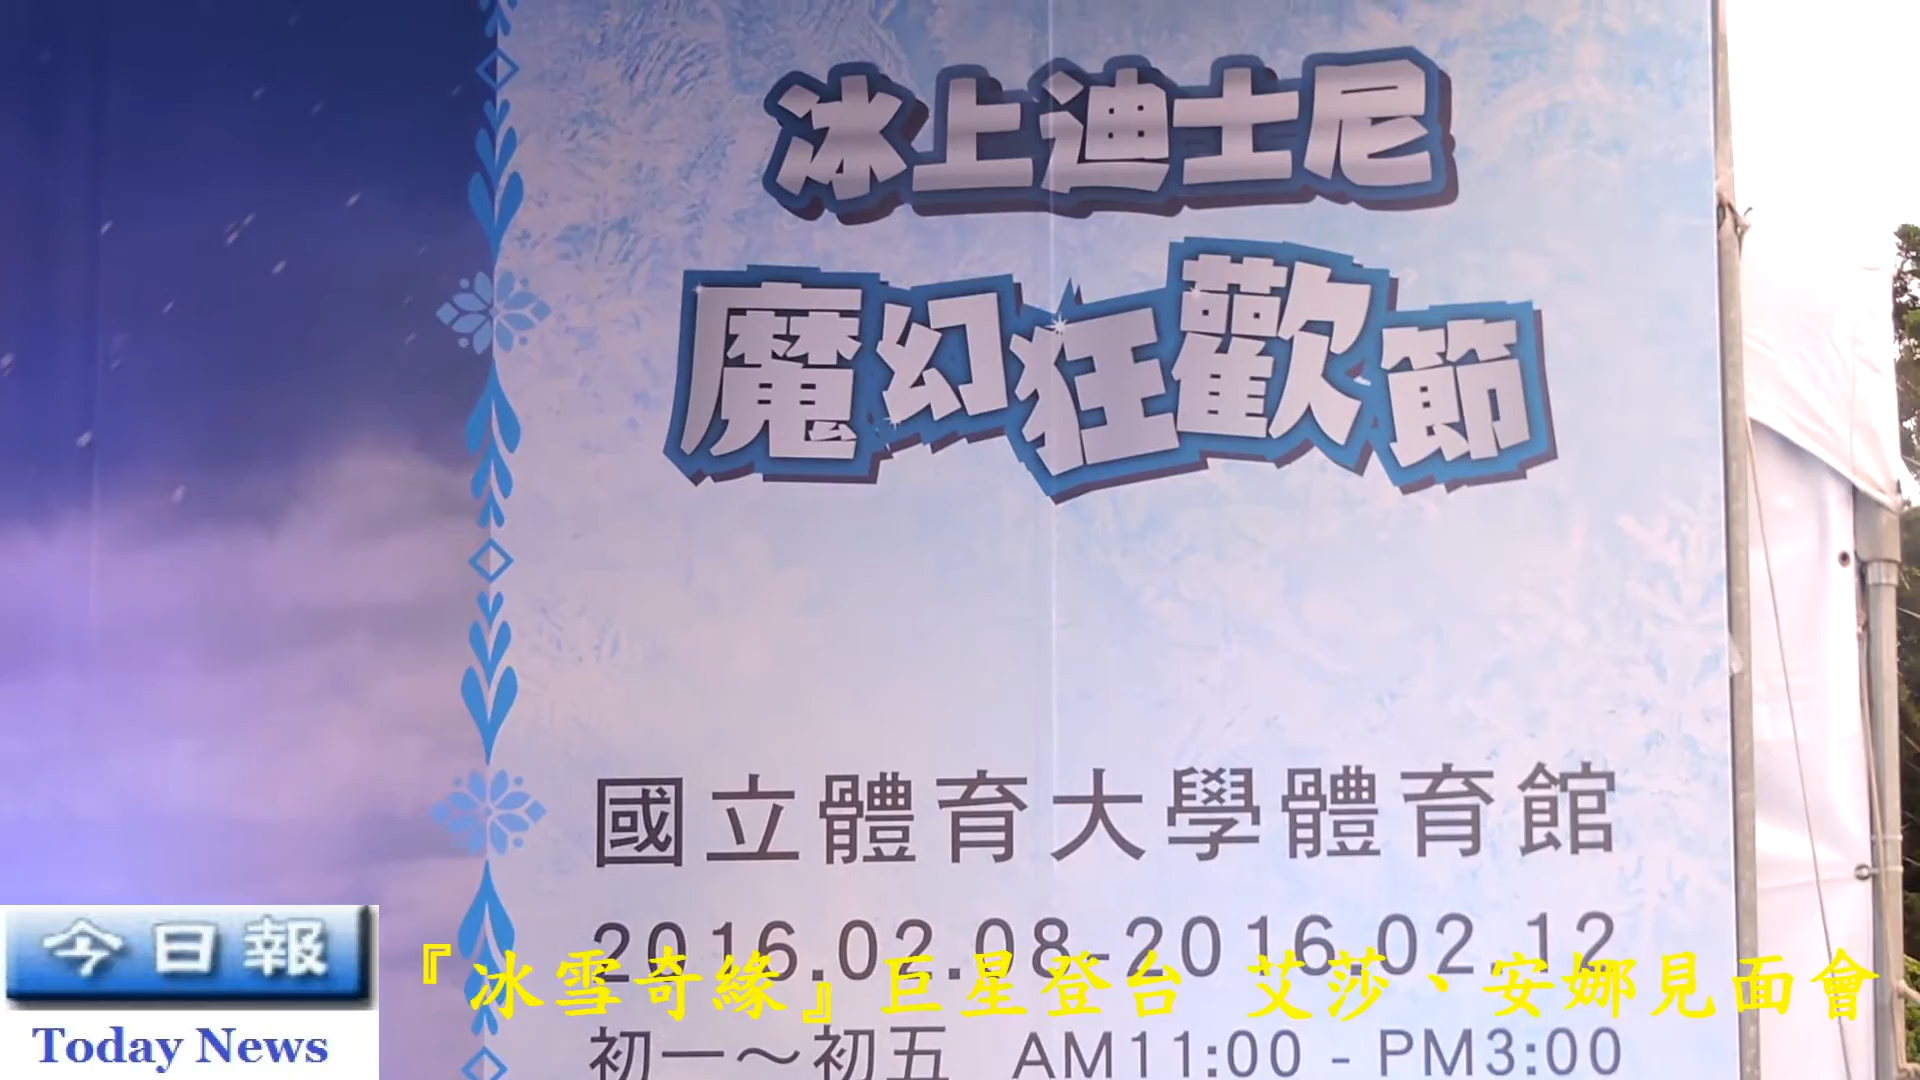 冰上迪士尼
魔幻狂歡節
國立體育大學體育館
2016.02.08-2016.02.12
初一～初五 AM11:00 - PM3:00
今日報
Today News
『冰雪奇緣』巨星登台 艾莎、安娜見面會